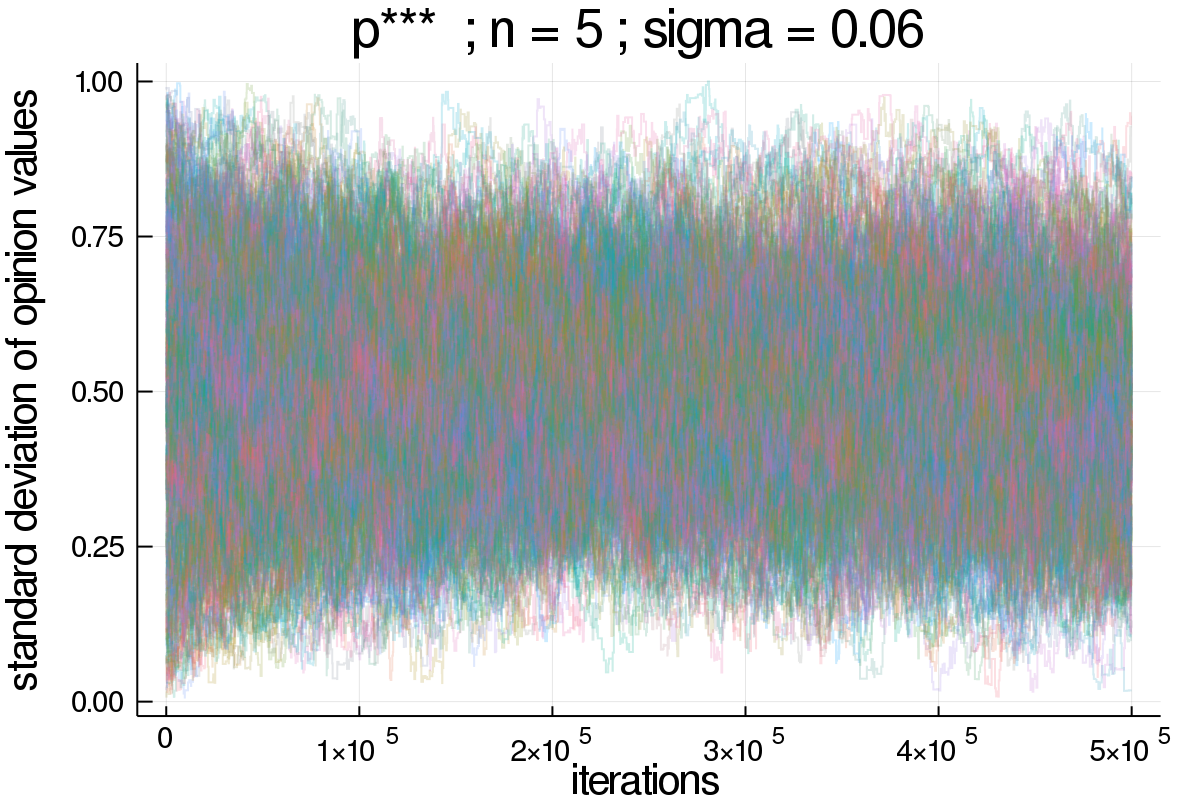 p*** ; n = 5 ; sigma = 0.06
standard deviation of opinion values
1.00
0.75
0.50
0.25
0.00
0 1×10 5 2×10 5 3×10 5 4×10 5 5×10 5
iterations